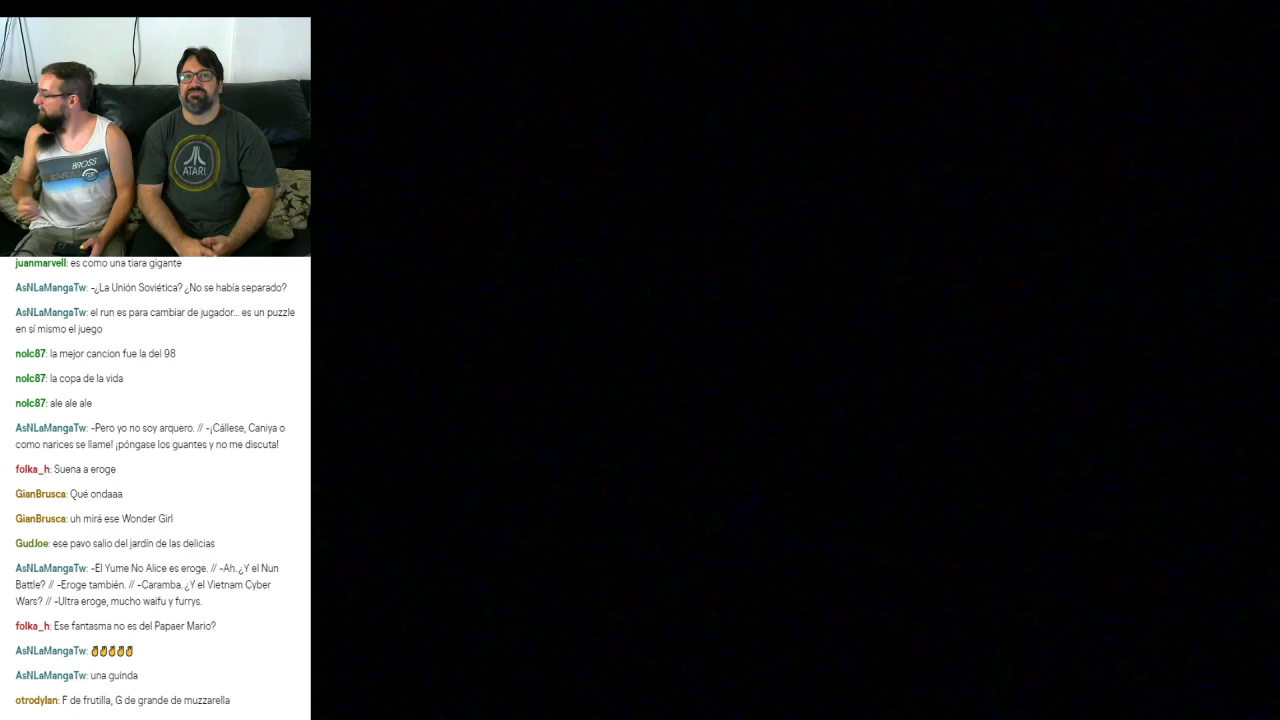 BROSS
ATARI
juanmarvell: es como una tiara gigante
AsNLaMangaTw: -¿La Unión Soviética? ¿No se había separado?
AsNLaMangaTw: el run es para cambiar de jugador... es un puzzle
en sí mismo el juego
nolc87: la mejor cancion fue la del 98
nolc87: la copa de la vida
nolc87: ale ale ale
AsNLaMangaTw: -Pero yo no soy arquero. // -¡Cállese, Caniya o
como narices se llame! ¡póngase los guantes y no me discuta!
folka_h: Suena a eroge
GianBrusca: Qué ondaaa
GianBrusca: uh mirá ese Wonder Girl
GudJoe: ese pavo salio del jardín de las delicias
AsNLaMangaTw: -El Yume No Alice es eroge. // -Ah. ¿Y el Nun
Battle? // -Eroge también. // -Caramba. ¿Y el Vietnam Cyber
Wars? // -Ultra eroge, mucho waifu y furrys.
folka_h: Ese fantasma no es del Papaer Mario?
AsNLaMangaTw:
AsNLaMangaTw: una guinda
otrodylan: F de frutilla, G de grande de muzzarella